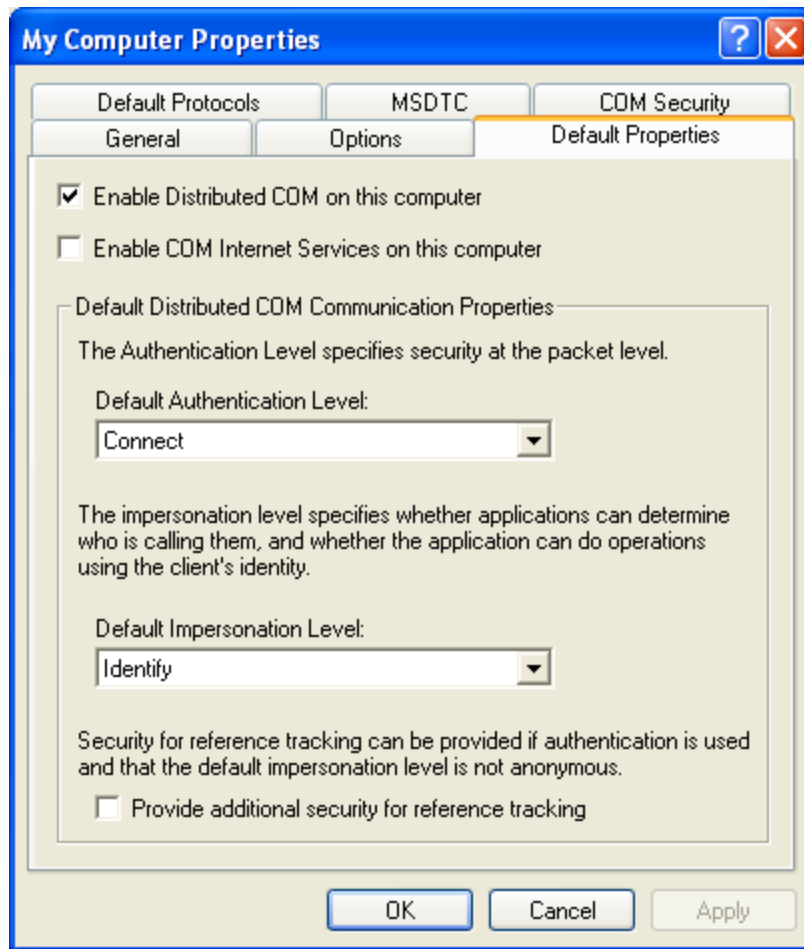 My Computer Properties
Default Protocols
MSDTC
COM Security
General
Options
Default Properties
Enable Distributed COM on this computer
Enable COM Internet Services on this computer
Default Distributed COM Communication Properties
The Authentication Level specifies security at the packet level.
Default Authentication Level:
Connect
The impersonation level specifies whether applications can determine
who is calling them, and whether the application can do operations
using the client's identity.
Default Impersonation Level:
Identify
Security for reference tracking can be provided if authentication is used
and that the default impersonation level is not anonymous.
Provide additional security for reference tracking
OK
Cancel
Apply